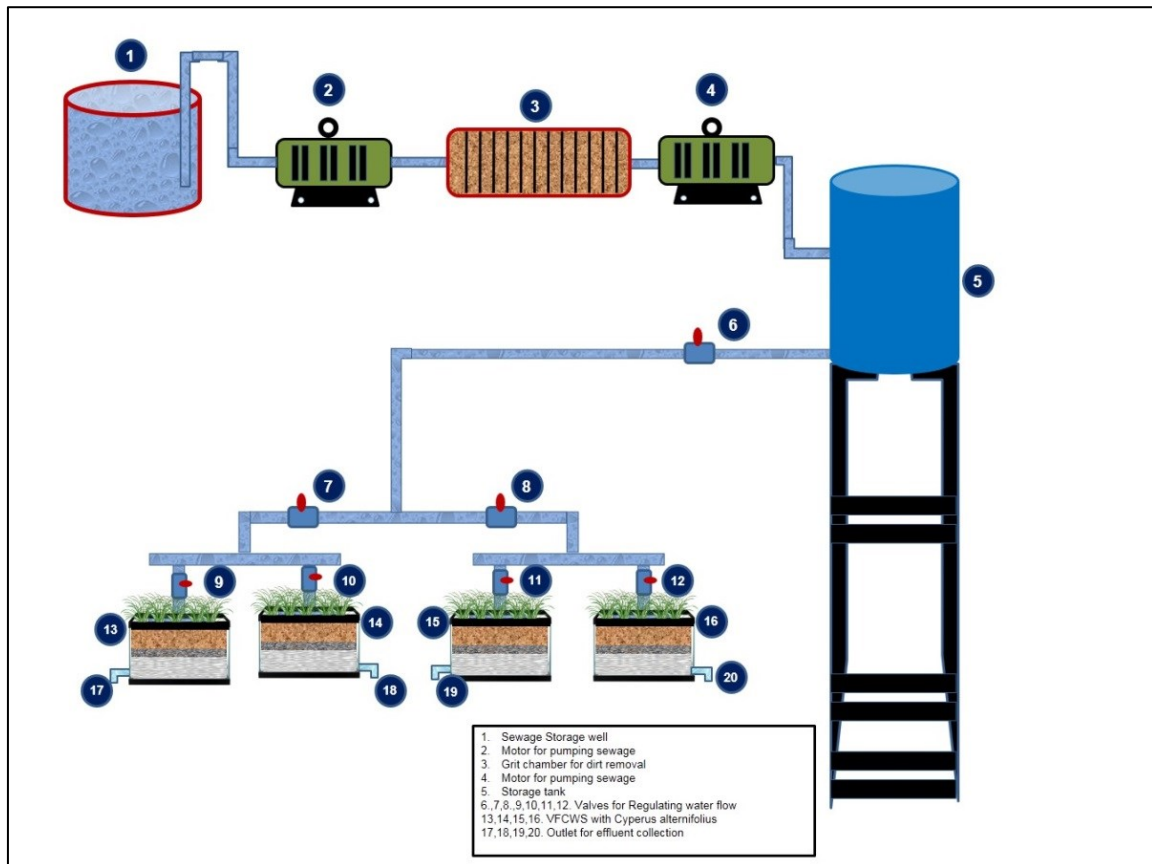 1
2
3
4
5
6
7
8
9
10
11
12
13
14
15
16
17
18
19
20
1. Sewage Storage well
2. Motor for pumping sewage
3. Grit chamber for dirt removal
4. Motor for pumping sewage
5. Storage tank
6.,7,8.,9,10,11,12. Valves for Regulating water flow
13,14,15,16. VFCWS with Cyperus alternifolius
17,18,19,20. Outlet for effluent collection